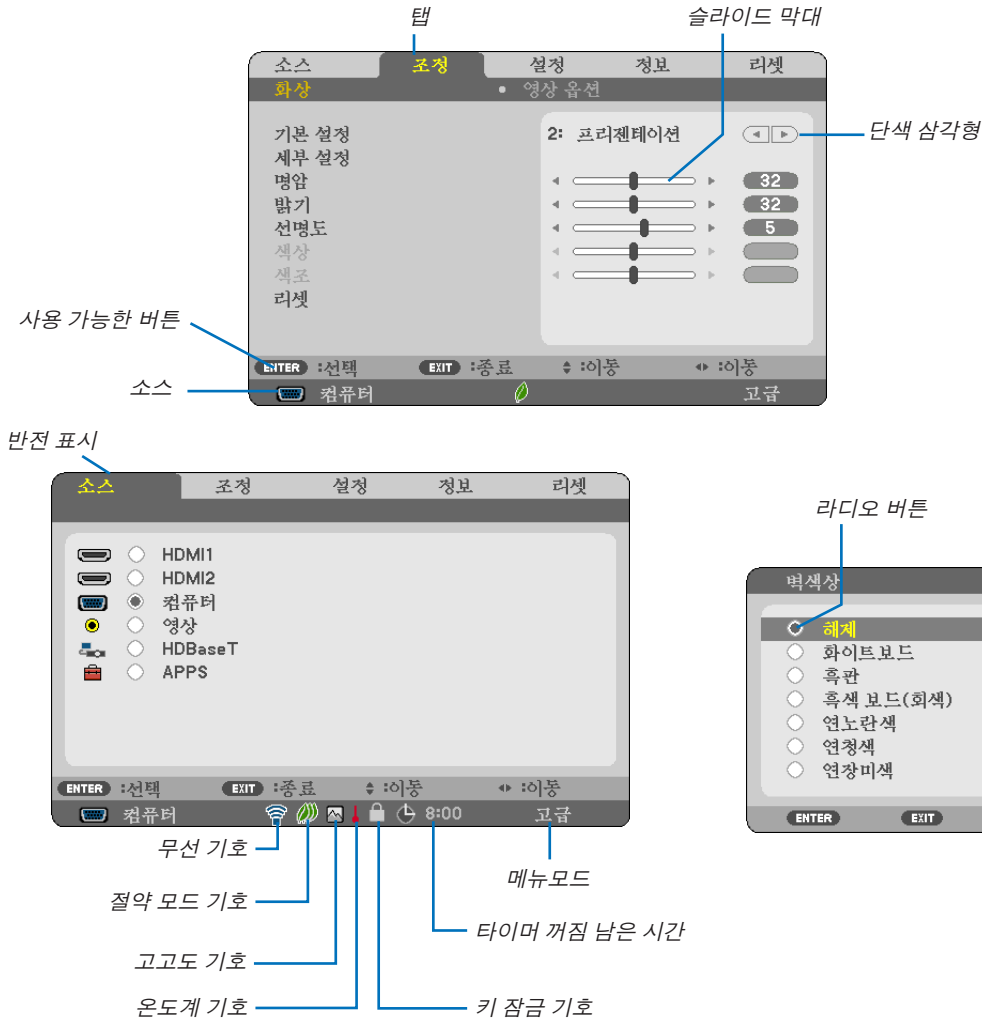 탭
슬라이드 막대
소스 조정 설정 정보 리셋
화상 • 영상 옵션
기본 설정 2: 프리젠테이션
단색 삼각형
세부 설정
명암 32
밝기 32
선명도 5
색상
색조
리셋
사용 가능한 버튼
ENTER :선택 EXIT :종료 :이동 :이동
소스
컴퓨터 고급
반전 표시
소스 조정 설정 정보 리셋
HDMI1
HDMI2
컴퓨터
영상
HDBaseT
APPS
ENTER :선택 EXIT :종료 :이동 :이동
컴퓨터 8:00 고급
라디오 버튼
벽색상
해제
화이트보드
흑판
흑색 보드(회색)
연노란색
연청색
연장미색
ENTER EXIT
무선 기호
메뉴모드
절약 모드 기호
타이머 꺼짐 남은 시간
고고도 기호
온도계 기호
키 잠금 기호